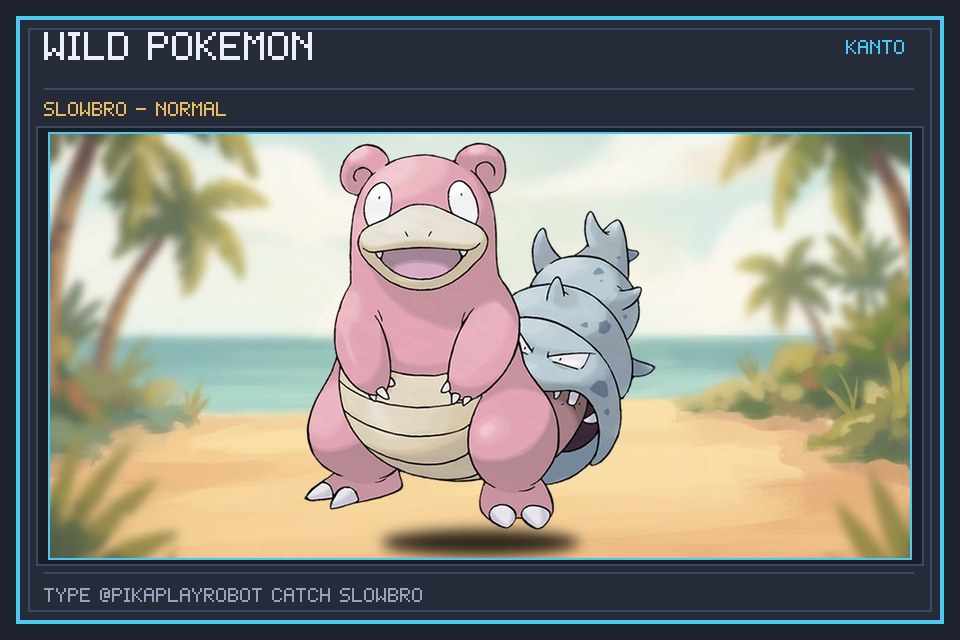 WILD POKEMON
KANTO
SLOWBRO - NORMAL
TYPE @PIKAPLAYROBOT CATCH SLOWBRO